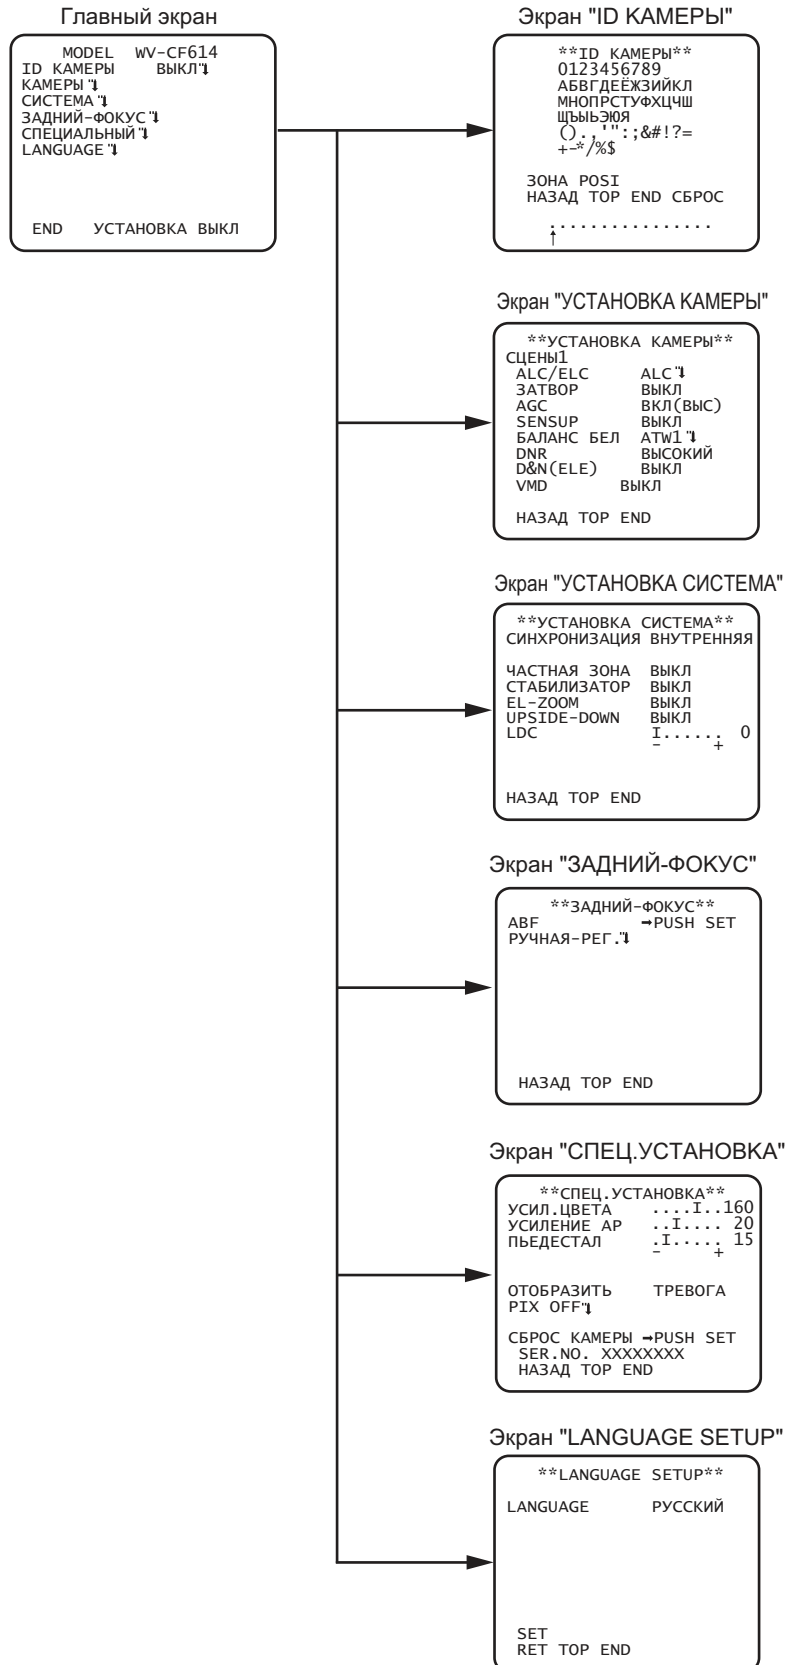 Главный экран
MODEL WV-CF614
ID КАМЕРЫ ВЫКЛ
КАМЕРЫ
СИСТЕМА
ЗАДНИЙ-ФОКУС
СПЕЦИАЛЬНЫЙ
LANGUAGE
END УСТАНОВКА ВЫКЛ
Экран "ID КАМЕРЫ"
**ID КАМЕРЫ**
0123456789
АБВГДЕЁЖЗИЙКЛ
МНОПРСТУФХЦЧШ
ЩЪЫЬЭЮЯ
().,'":;&#!?=
+-*/%$
ЗОНА POSI
НАЗАД TOP END СБРОС
................
↑
Экран "УСТАНОВКА КАМЕРЫ"
**УСТАНОВКА КАМЕРЫ**
СЦЕНЫ1
ALC/ELC ALC
ЗАТВОР ВЫКЛ
AGC ВКЛ(ВЫС)
SENSUP ВЫКЛ
БАЛАНС БЕЛ ATW1
DNR ВЫСОКИЙ
D&N(ELE) ВЫКЛ
VMD ВЫКЛ
НАЗАД TOP END
Экран "УСТАНОВКА СИСТЕМА"
**УСТАНОВКА СИСТЕМА**
СИНХРОНИЗАЦИЯ ВНУТРЕННЯЯ
ЧАСТНАЯ ЗОНА ВЫКЛ
СТАБИЛИЗАТОР ВЫКЛ
EL-ZOOM ВЫКЛ
UPSIDE-DOWN ВЫКЛ
LDC I...... 0
- +
НАЗАД TOP END
Экран "ЗАДНИЙ-ФОКУС"
**ЗАДНИЙ-ФОКУС**
ABF ➞PUSH SET
РУЧНАЯ-РЕГ.
НАЗАД TOP END
Экран "СПЕЦ.УСТАНОВКА"
**СПЕЦ.УСТАНОВКА**
УСИЛ.ЦВЕТА ....I..160
УСИЛЕНИЕ АР ..I.... 20
ПЬЕДЕСТАЛ .I..... 15
- +
ОТОБРАЗИТЬ ТРЕВОГА
PIX OFF
СБРОС КАМЕРЫ ➞PUSH SET
SER.NO. XXXXXXXX
НАЗАД TOP END
Экран "LANGUAGE SETUP"
**LANGUAGE SETUP**
LANGUAGE РУССКИЙ
SET
RET TOP END